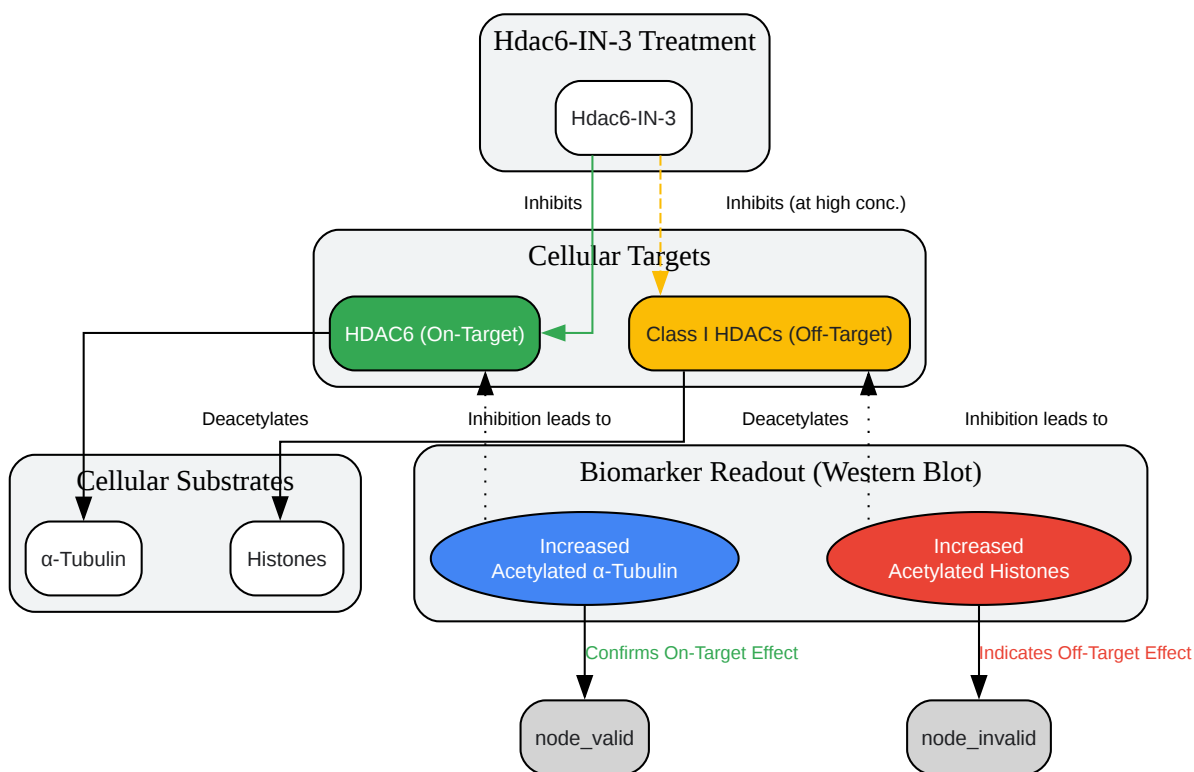 Hdac6-IN-3 Treatment
Hdac6-IN-3
Inhibits
Inhibits (at high conc.)
Cellular Targets
HDAC6 (On-Target)
Class I HDACs (Off-Target)
Deacetylates
Inhibition leads to
Deacetylates
Inhibition leads to
Cellular Substrates
α-Tubulin
Histones
Biomarker Readout (Western Blot)
Increased
Acetylated α-Tubulin
Increased
Acetylated Histones
Confirms On-Target Effect
Indicates Off-Target Effect
node_valid
node_invalid